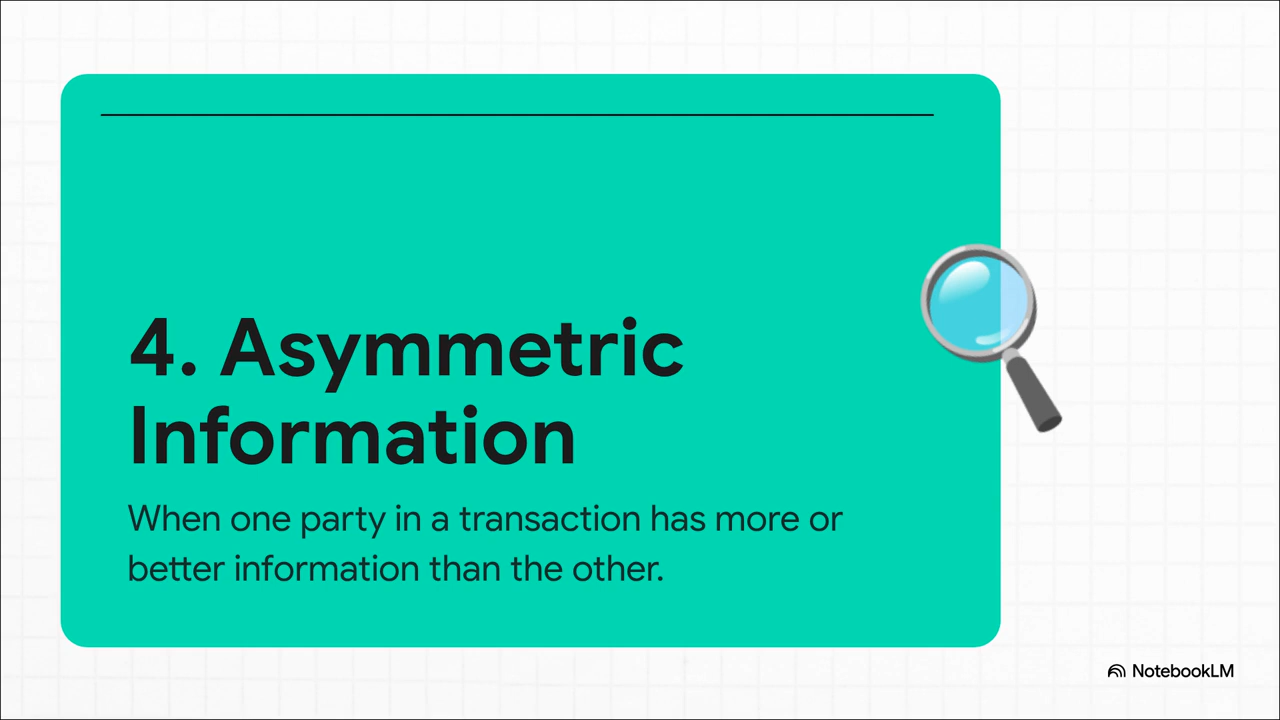 4. Asymmetric
Information
When one party in a transaction has more or
better information than the other.
NotebookLM